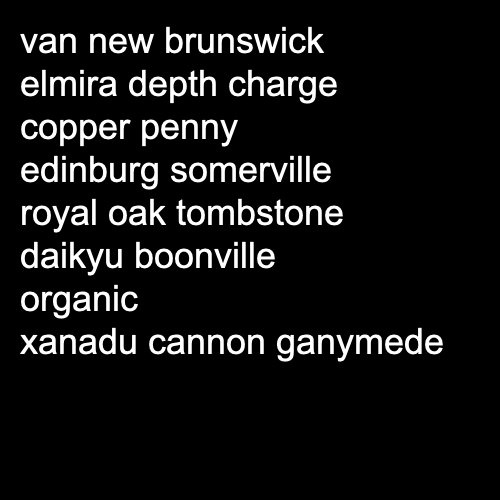 van new brunswick
elmira depth charge
copper penny
edinburg somerville
royal oak tombstone
daikyu boonville
organic
xanadu cannon ganymede